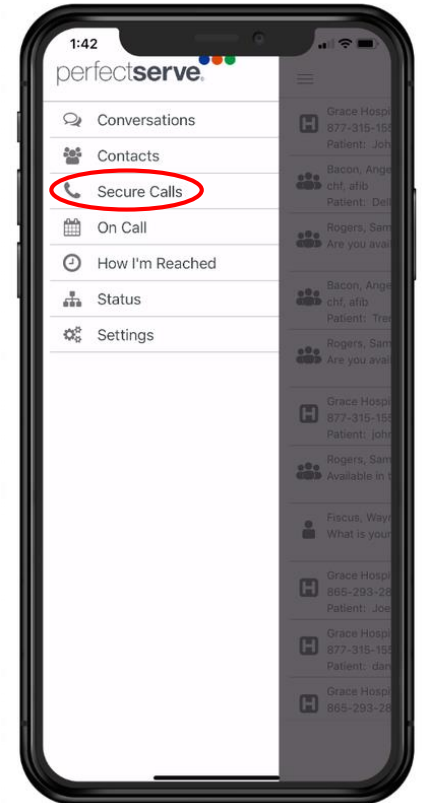 1:42
perfectserve
Conversations
Contacts
Secure Calls
On Call
How I'm Reached
Status
Settings
Grace Hospi
877-315-155
Patient: Joh
Bacon, Ange
chf, afib
Patient: Dell
Rogers, Sam
Are you avai
Bacon, Ange
chf, afib
Patient: Tre
Rogers, Sam
Are you avai
Grace Hospi
877-315-155
Patient: john
Rogers, Sam
Available in t
Fiscus, Wayn
What is your
Grace Hospi
865-293-28
Patient: Joe
Grace Hospi
877-315-155
Patient: dan
Grace Hospi
865-293-28